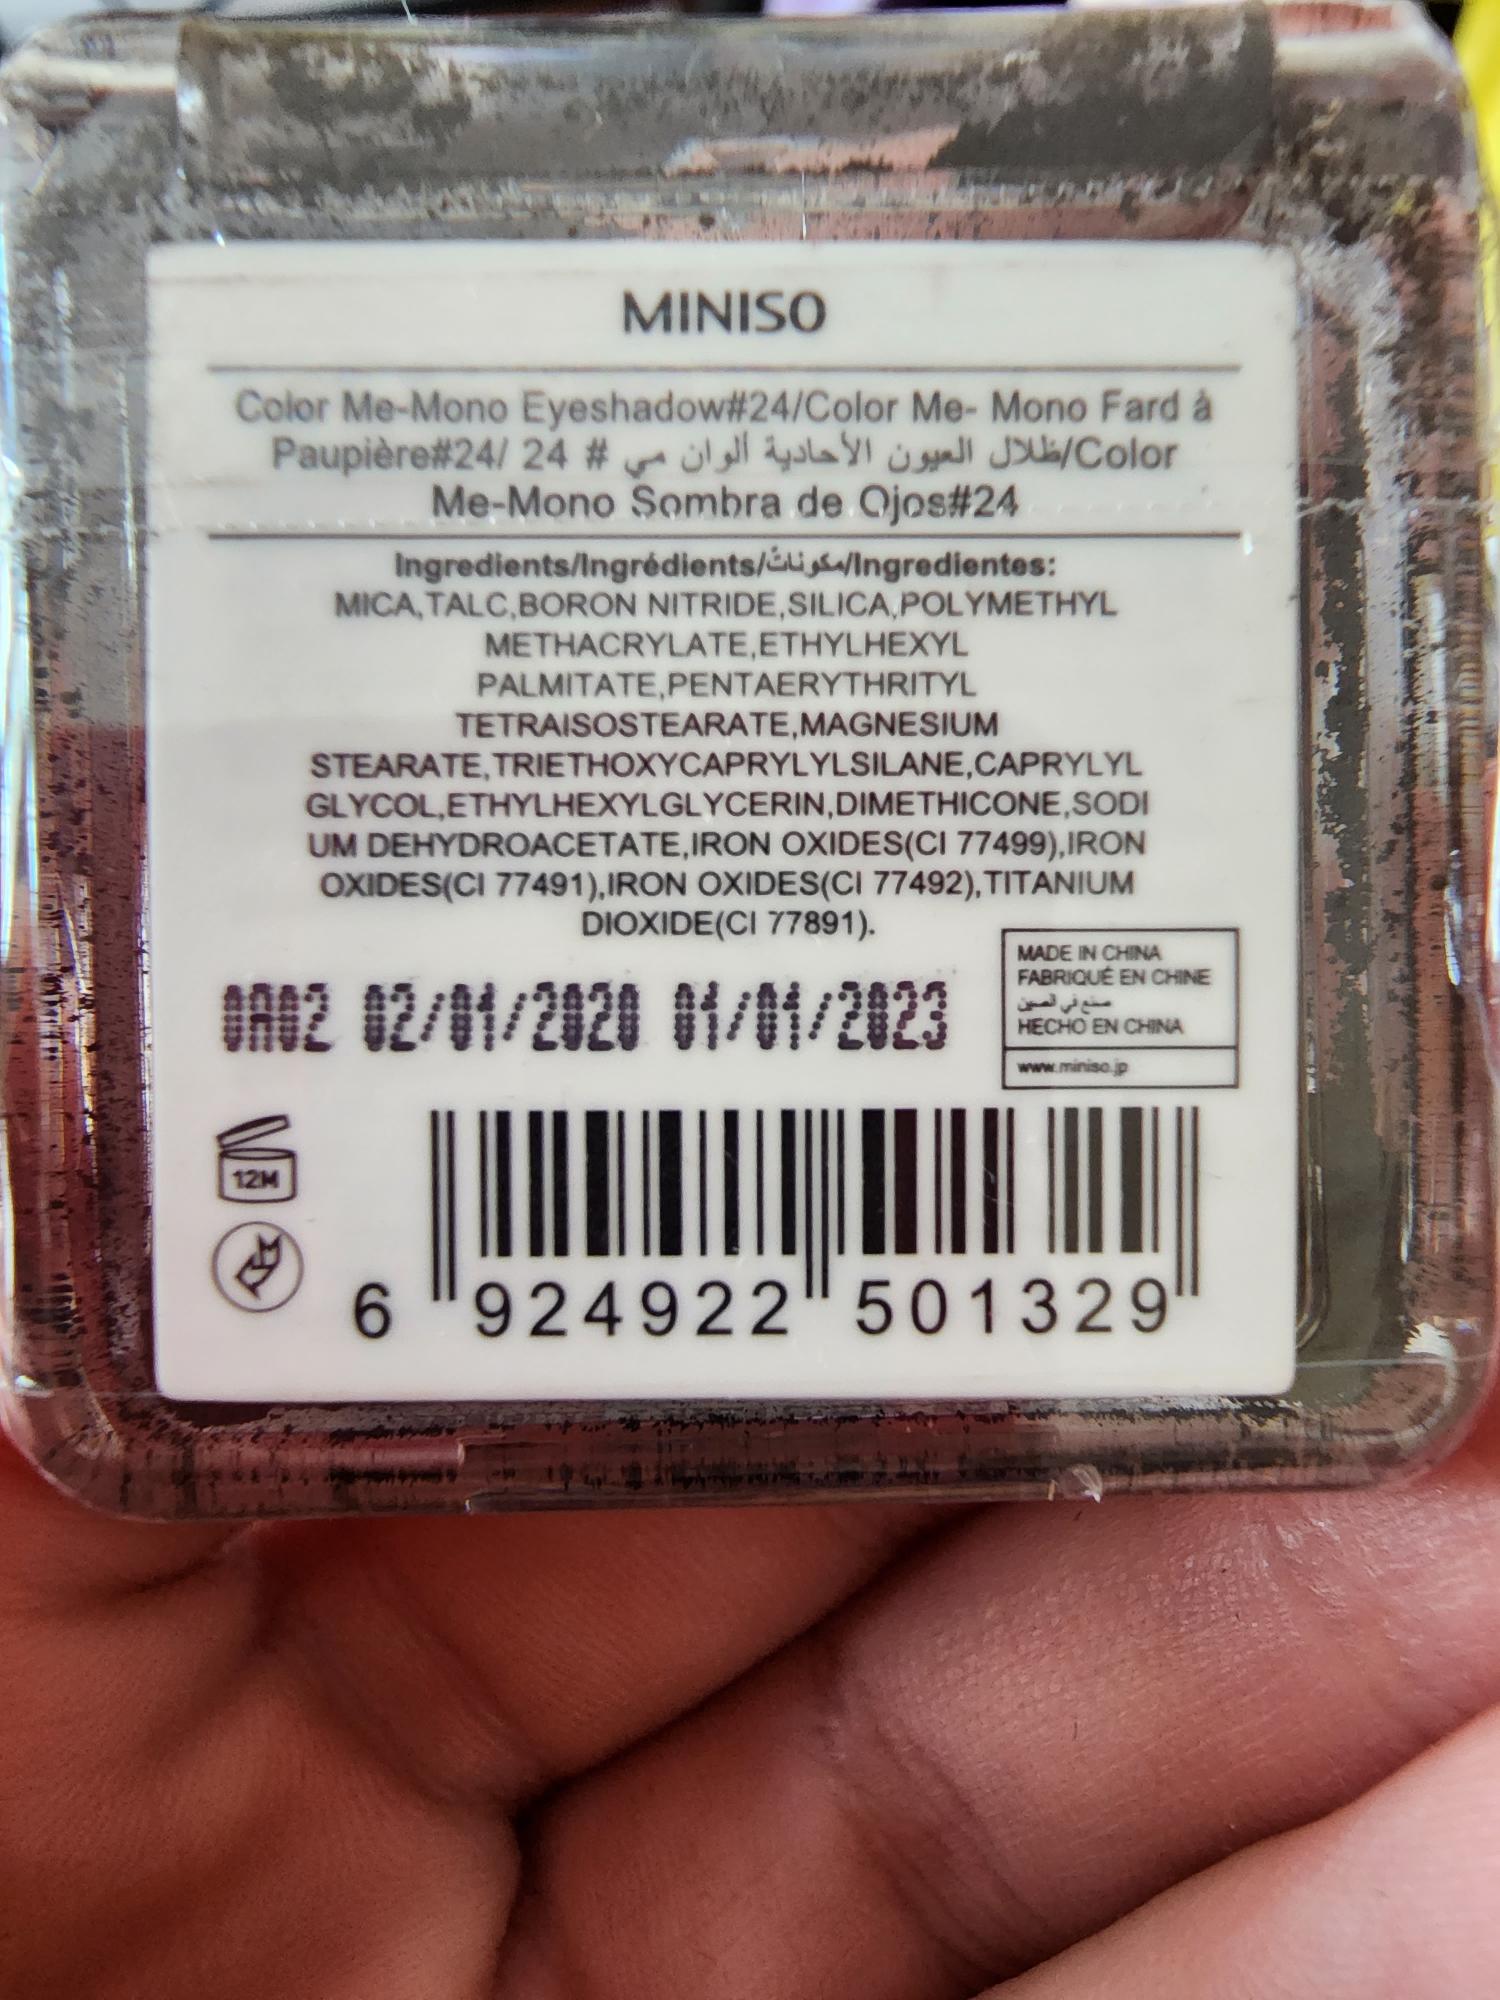 MINISO
Color Me-Mono Eyeshadow#24/Color Me- Mono Fard à
Paupière#24/ 24 # ظلال العيون الأحادية ألوان مي/Color
Me-Mono Sombra de Ojos#24
Ingredients/Ingrédients/مكوناتٌ/Ingredientes:
MICA,TALC,BORON NITRIDE,SILICA,POLYMETHYL
METHACRYLATE,ETHYLHEXYL
PALMITATE,PENTAERYTHRITYL
TETRAISOSTEARATE,MAGNESIUM
STEARATE,TRIETHOXYCAPRYLYLSILANE,CAPRYLYL
GLYCOL,ETHYLHEXYLGLYCERIN,DIMETHICONE,SODI
UM DEHYDROACETATE,IRON OXIDES(CI 77499),IRON
OXIDES(CI 77491),IRON OXIDES(CI 77492),TITANIUM
DIOXIDE(CI 77891).
0A02 02/01/2020 01/01/2023
MADE IN CHINA
FABRIQUÉ EN CHINE
صنع في الصين
HECHO EN CHINA
www.miniso.jp
12M
6 924922 501329